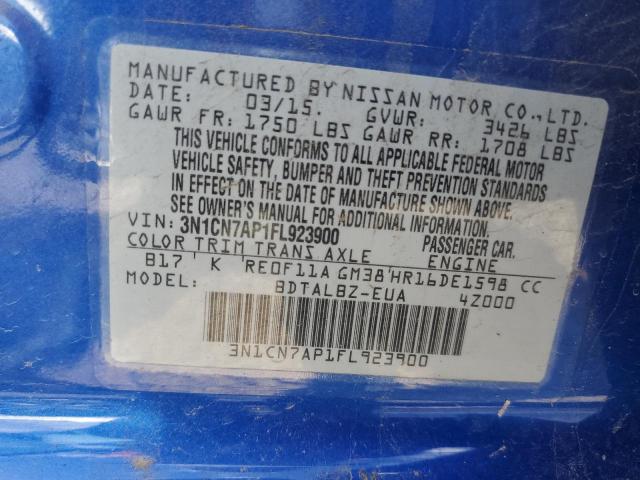 MANUFACTURED BY NISSAN MOTOR CO., LTD.
DATE: 03/15. GVWR: 3426 LBS
GAWR FR: 1750 LBS GAWR RR: 1708 LBS
THIS VEHICLE CONFORMS TO ALL APPLICABLE FEDERAL MOTOR
VEHICLE SAFETY, BUMPER AND THEFT PREVENTION STANDARDS
IN EFFECT ON THE DATE OF MANUFACTURE SHOWN ABOVE.
SEE OWNER'S MANUAL FOR ADDITIONAL INFORMATION.
VIN: 3N1CN7AP1FL923900 PASSENGER CAR.
COLOR TRIM TRANS AXLE ENGINE
B17 K RE0F11A GM38 HR16DE1598 CC
MODEL: BDTALBZ-EUA 4Z000
3N1CN7AP1FL923900